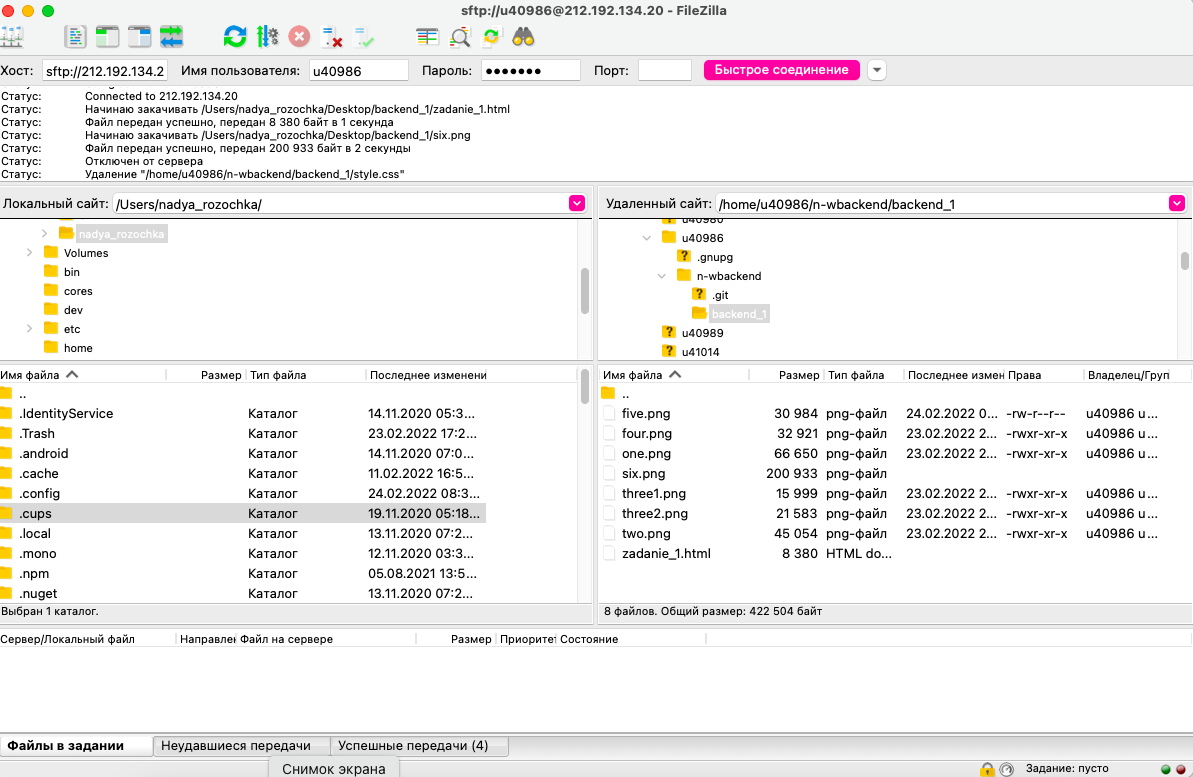 sftp://u40986@212.192.134.20 - FileZilla
Хост: sftp://212.192.134.2 Имя пользователя: u40986 Пароль: ●●●●●●● Порт: Быстрое соединение
Статус: Connected to 212.192.134.20
Статус: Начинаю закачивать /Users/nadya_rozochka/Desktop/backend_1/zadanie_1.html
Статус: Файл передан успешно, передан 8 380 байт в 1 секунда
Статус: Начинаю закачивать /Users/nadya_rozochka/Desktop/backend_1/six.png
Статус: Файл передан успешно, передан 200 933 байт в 2 секунды
Статус: Отключен от сервера
Статус: Удаление "/home/u40986/n-wbackend/backend_1/style.css"
Локальный сайт: /Users/nadya_rozochka/
nadya_rozochka
Volumes
bin
cores
dev
etc
home
Имя файла Размер Тип файла Последнее изменени
..
.IdentityService Каталог 14.11.2020 05:3...
.Trash Каталог 23.02.2022 17:2...
.android Каталог 14.11.2020 07:0...
.cache Каталог 11.02.2022 16:5...
.config Каталог 24.02.2022 08:3...
.cups Каталог 19.11.2020 05:18...
.local Каталог 13.11.2020 07:2...
.mono Каталог 12.11.2020 03:3...
.npm Каталог 05.08.2021 13:5...
.nuget Каталог 13.11.2020 07:2...
Выбран 1 каталог.
Удаленный сайт: /home/u40986/n-wbackend/backend_1
u40986
.gnupg
n-wbackend
.git
backend_1
u40989
u41014
Имя файла Размер Тип файла Последнее измен Права Владелец/Груп
..
five.png 30 984 png-файл 24.02.2022 0... -rw-r--r-- u40986 u...
four.png 32 921 png-файл 23.02.2022 2... -rwxr-xr-x u40986 u...
one.png 66 650 png-файл 23.02.2022 2... -rwxr-xr-x u40986 u...
six.png 200 933 png-файл
three1.png 15 999 png-файл 23.02.2022 2... -rwxr-xr-x u40986 u...
three2.png 21 583 png-файл 23.02.2022 2... -rwxr-xr-x u40986 u...
two.png 45 054 png-файл 23.02.2022 2... -rwxr-xr-x u40986 u...
zadanie_1.html 8 380 HTML do...
8 файлов. Общий размер: 422 504 байт
Сервер/Локальный файл Направлен Файл на сервере Размер Приоритет Состояние
Файлы в задании Неудавшиеся передачи Успешные передачи (4)
Снимок экрана
Задание: пусто